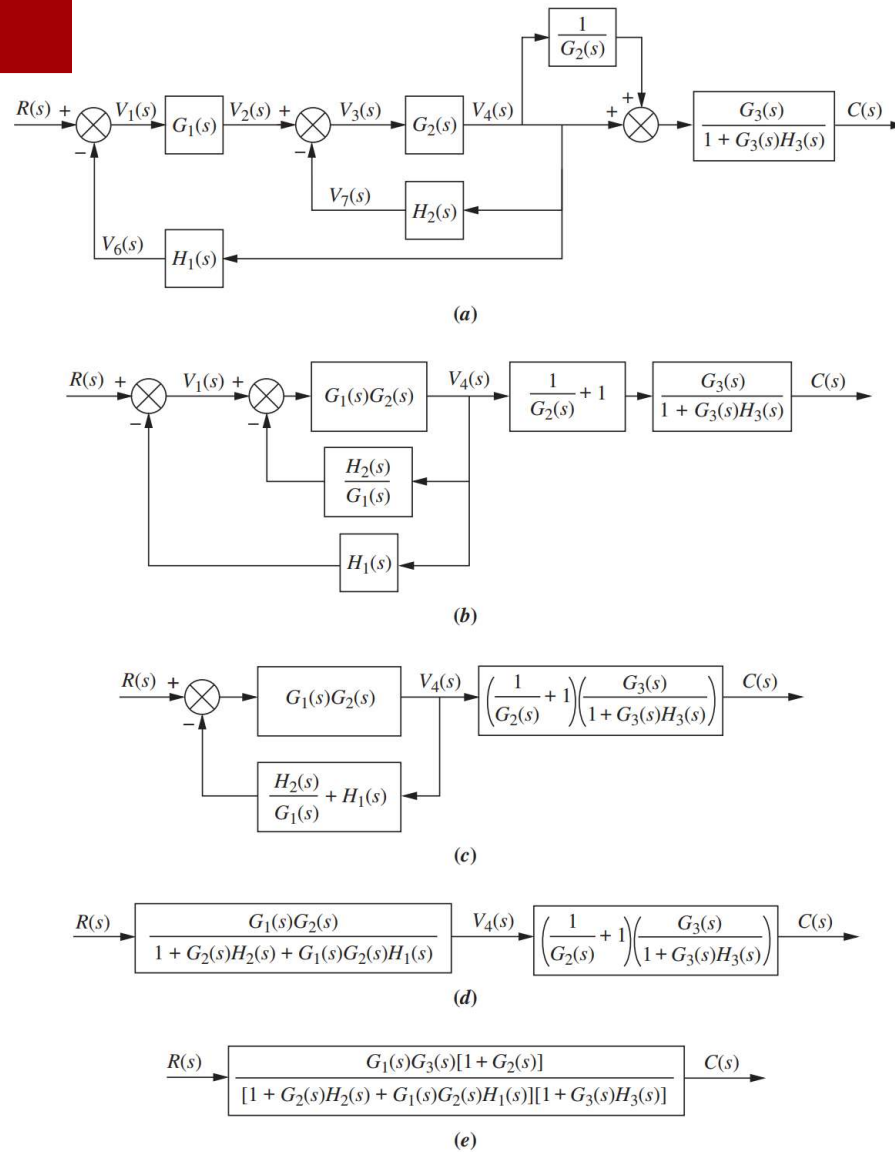 1
G2(s)
R(s) + V1(s) G1(s) V2(s) + V3(s) G2(s) V4(s) + + G3(s) C(s)
1 + G3(s)H3(s)
− −
V7(s) H2(s)
V6(s) H1(s)
(a)
R(s) + V1(s) + G1(s)G2(s) V4(s) 1 + 1 G3(s) C(s)
G2(s) 1 + G3(s)H3(s)
− −
H2(s)
G1(s)
H1(s)
(b)
R(s) + G1(s)G2(s) V4(s) (1 + 1)(G3(s)) C(s)
G2(s) 1 + G3(s)H3(s)
−
H2(s) + H1(s)
G1(s)
(c)
R(s) G1(s)G2(s) V4(s) (1 + 1)(G3(s)) C(s)
1 + G2(s)H2(s) + G1(s)G2(s)H1(s) G2(s) 1 + G3(s)H3(s)
(d)
R(s) G1(s)G3(s)[1 + G2(s)] C(s)
[1 + G2(s)H2(s) + G1(s)G2(s)H1(s)][1 + G3(s)H3(s)]
(e)